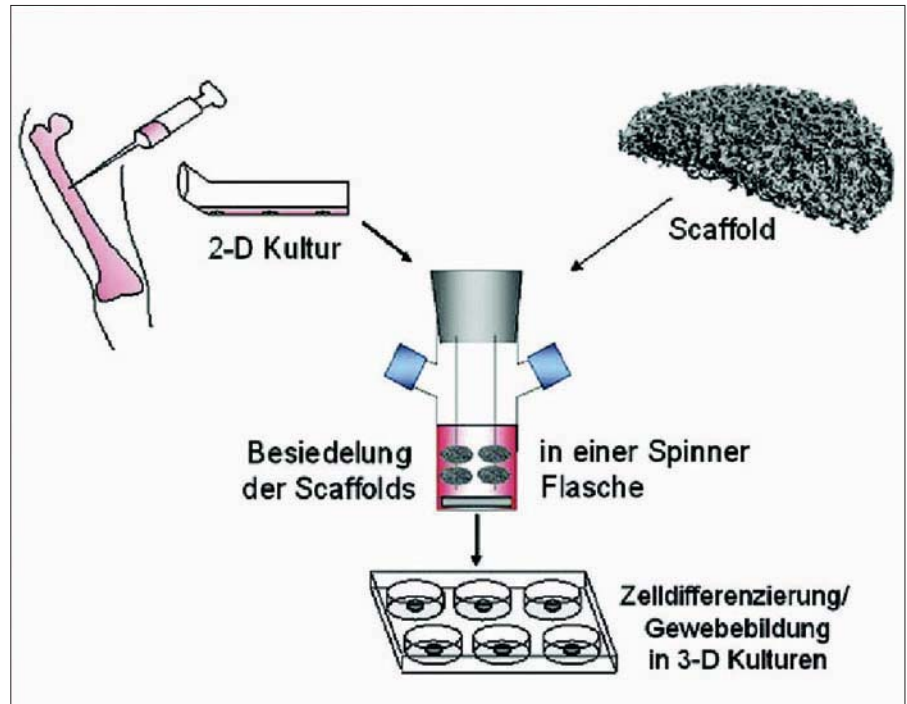 2-D Kultur
Scaffold
Besiedelung
der Scaffolds
in einer Spinner
Flasche
Zelldifferenzierung/
Gewebebildung
in 3-D Kulturen